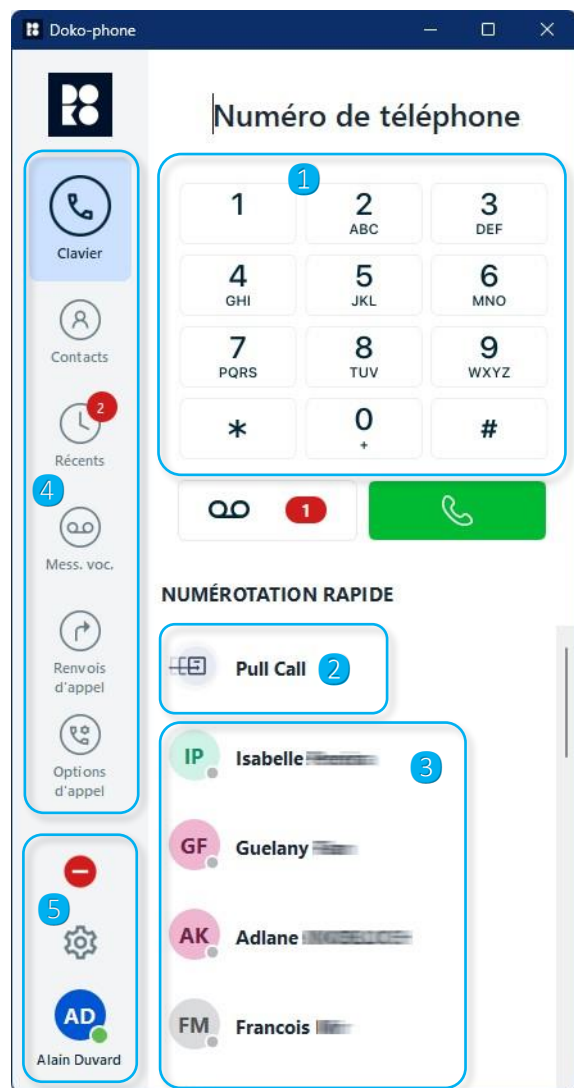 Doko-phone
DOKO
Numéro de téléphone
1
1
2
ABC
3
DEF
4
GHI
5
JKL
6
MNO
7
PQRS
8
TUV
9
WXYZ
*
0
+
#
1
NUMÉROTATION RAPIDE
Pull Call
2
IP
Isabelle
3
GF
Guelany
AK
Adlane
FM
Francois
Clavier
Contacts
2
Récents
4
Mess. voc.
Renvois
d'appel
Options
d'appel
5
AD
Alain Duvard